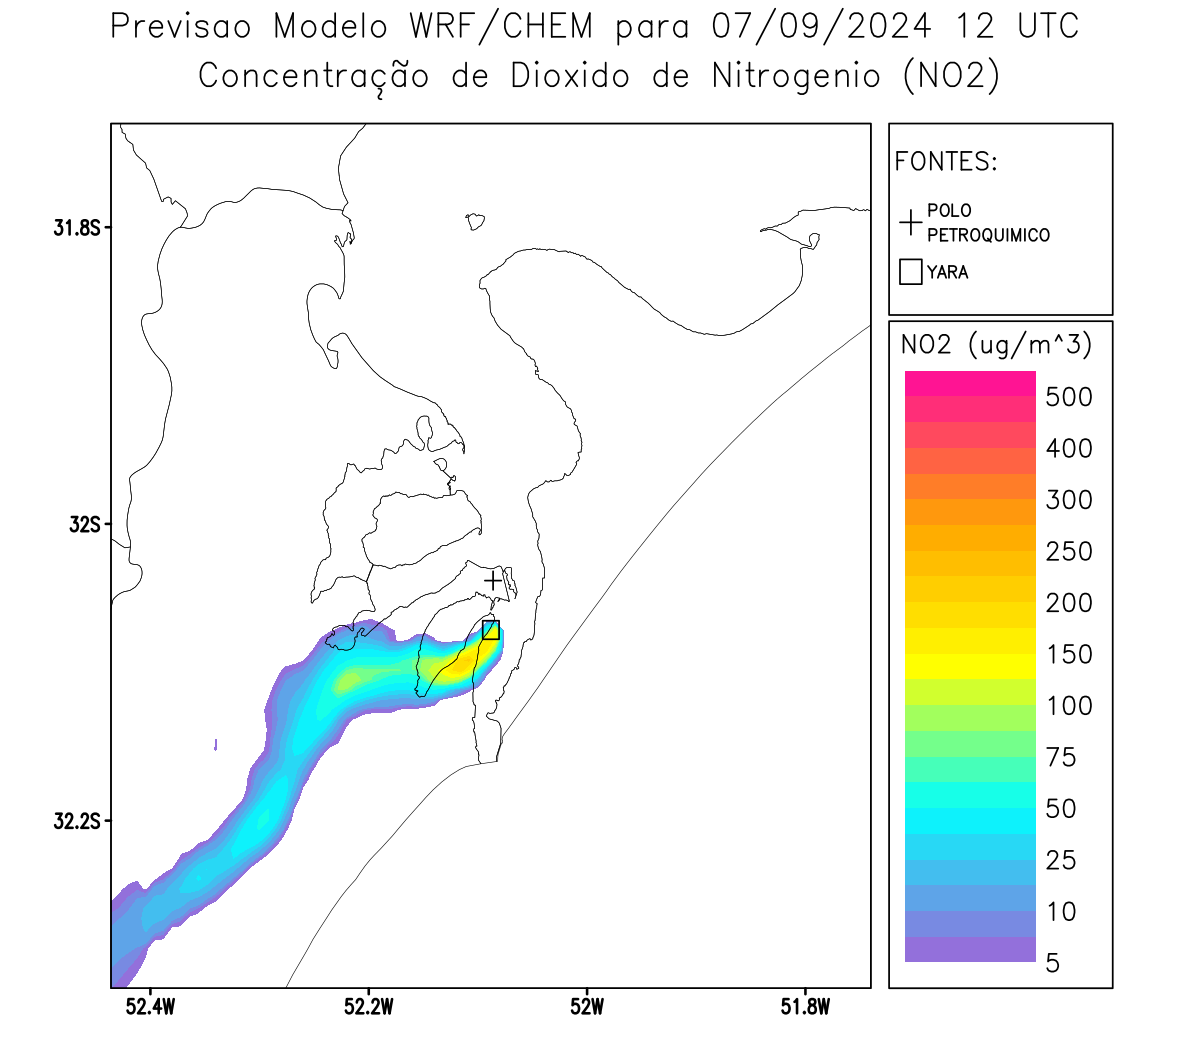 Previsao Modelo WRF/CHEM para 07/09/2024 12 UTC
Concentração de Dioxido de Nitrogenio (NO2)
FONTES:
POLO
PETROQUIMICO
YARA
NO2 (ug/m^3)
500
400
300
250
200
150
100
75
50
25
10
5
31.8S
32S
32.2S
52.4W
52.2W
52W
51.8W